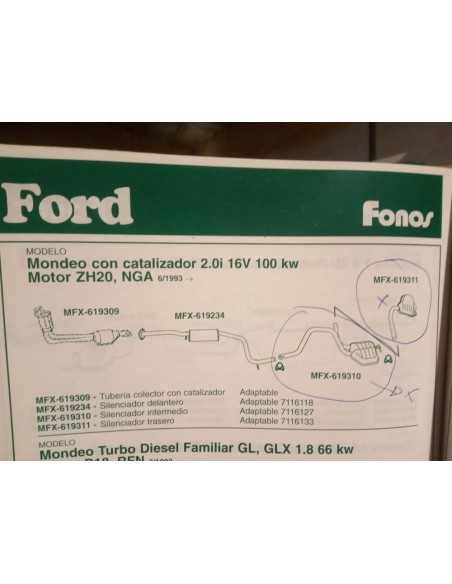 Ford
Fonos
MODELO
Mondeo con catalizador 2.0i 16V 100 kw
Motor ZH20, NGA 6/1993 →
MFX-619311
X
MFX-619309
MFX-619234
MFX-619310
DX
MFX-619309 - Tubería colector con catalizador Adaptable
MFX-619234 - Silenciador delantero Adaptable 7116118
MFX-619310 - Silenciador intermedio Adaptable 7116127
MFX-619311 - Silenciador trasero Adaptable 7116133
MODELO
Mondeo Turbo Diesel Familiar GL, GLX 1.8 66 kw